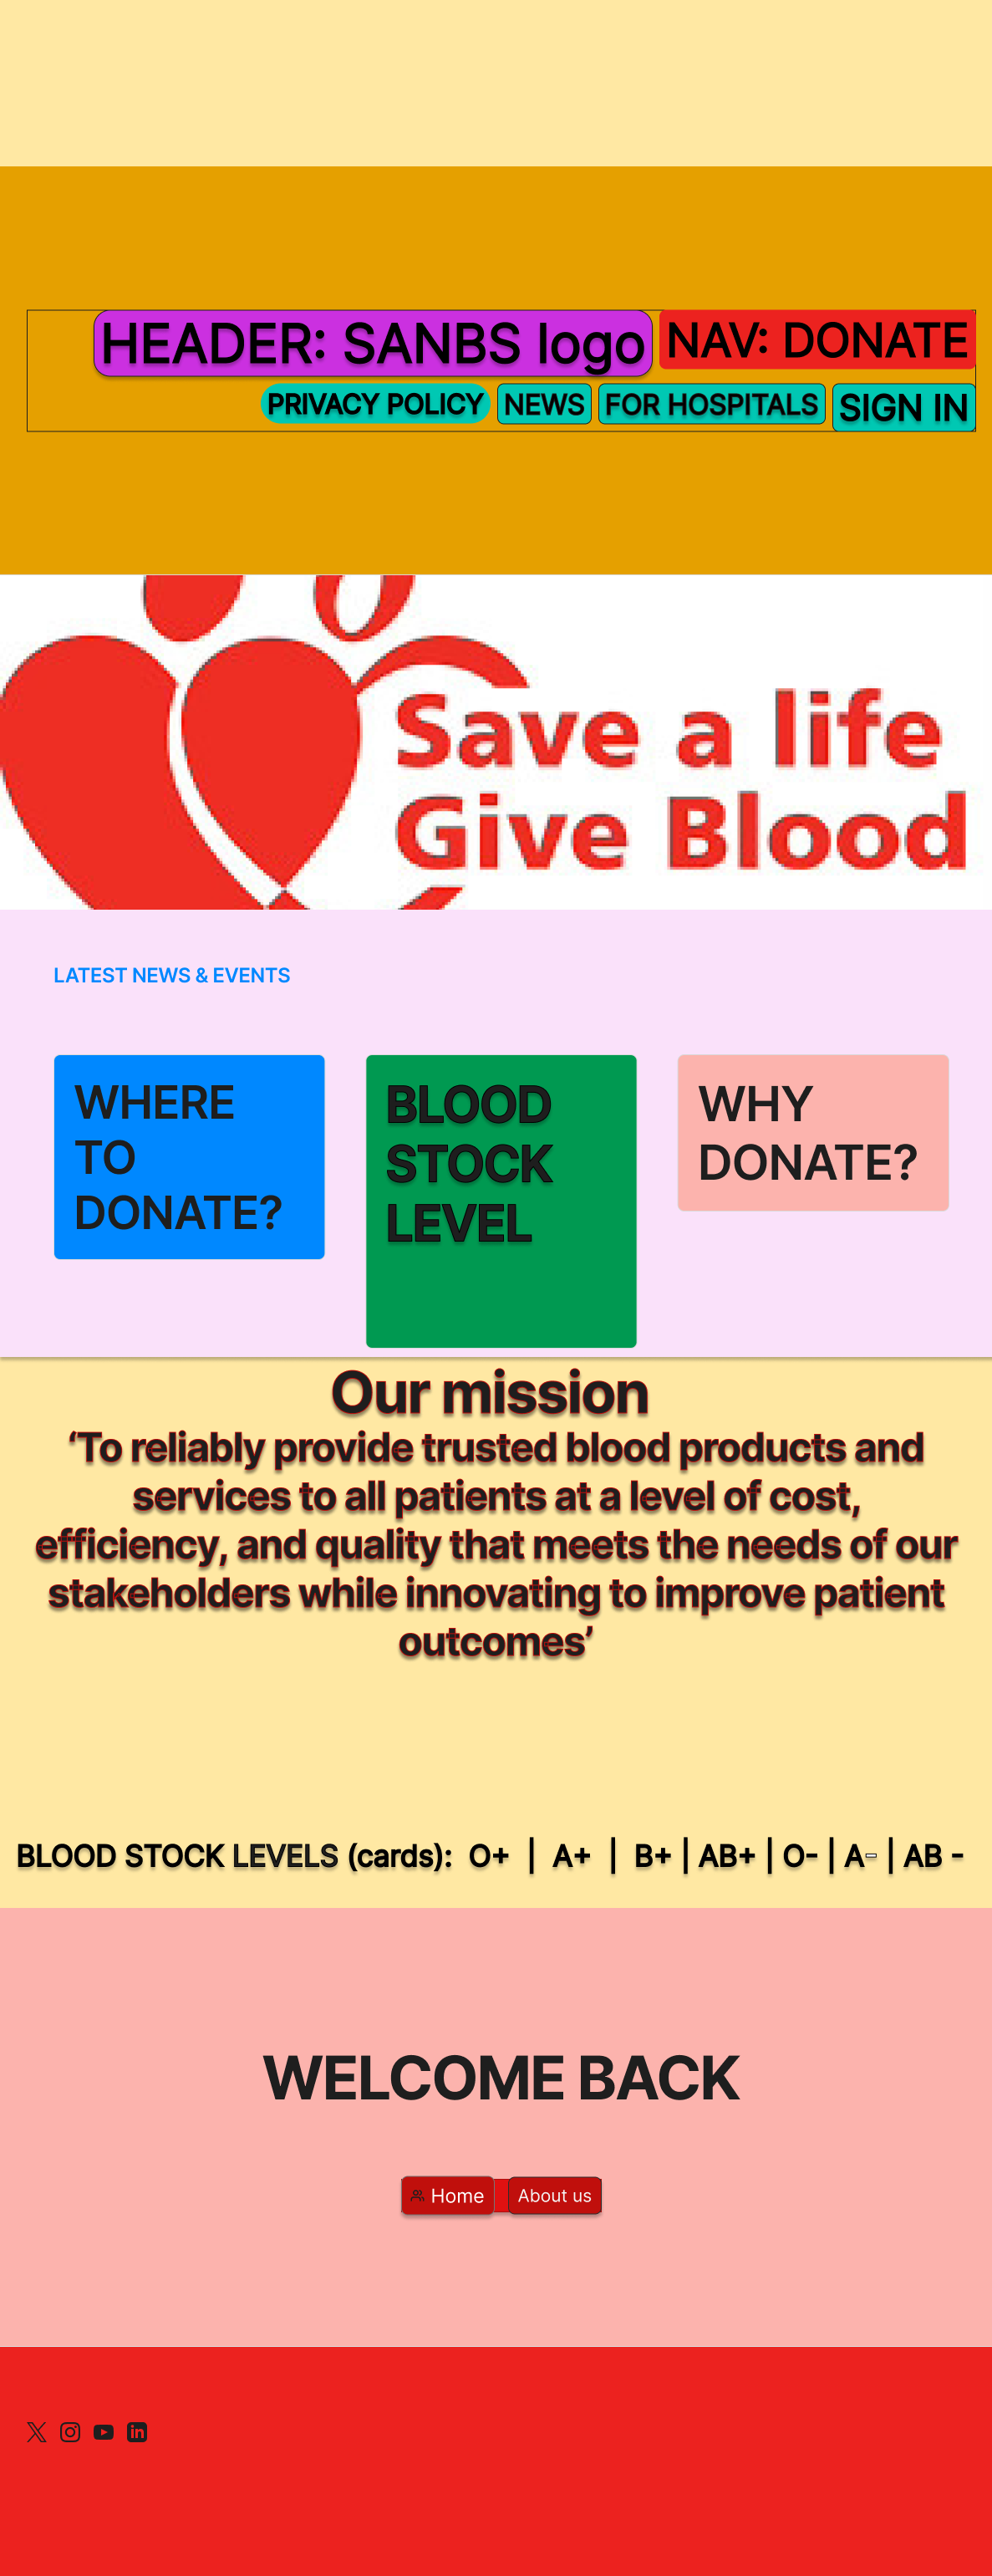 HEADER: SANBS logo NAV: DONATE
PRIVACY POLICY NEWS FOR HOSPITALS SIGN IN
Save a life
Give Blood
LATEST NEWS & EVENTS
WHERE
TO
DONATE?
BLOOD
STOCK
LEVEL
WHY
DONATE?
Our mission
‘To reliably provide trusted blood products and
services to all patients at a level of cost,
efficiency, and quality that meets the needs of our
stakeholders while innovating to improve patient
outcomes’
BLOOD STOCK LEVELS (cards): O+ | A+ | B+ | AB+ | O- | A- | AB -
WELCOME BACK
Home About us